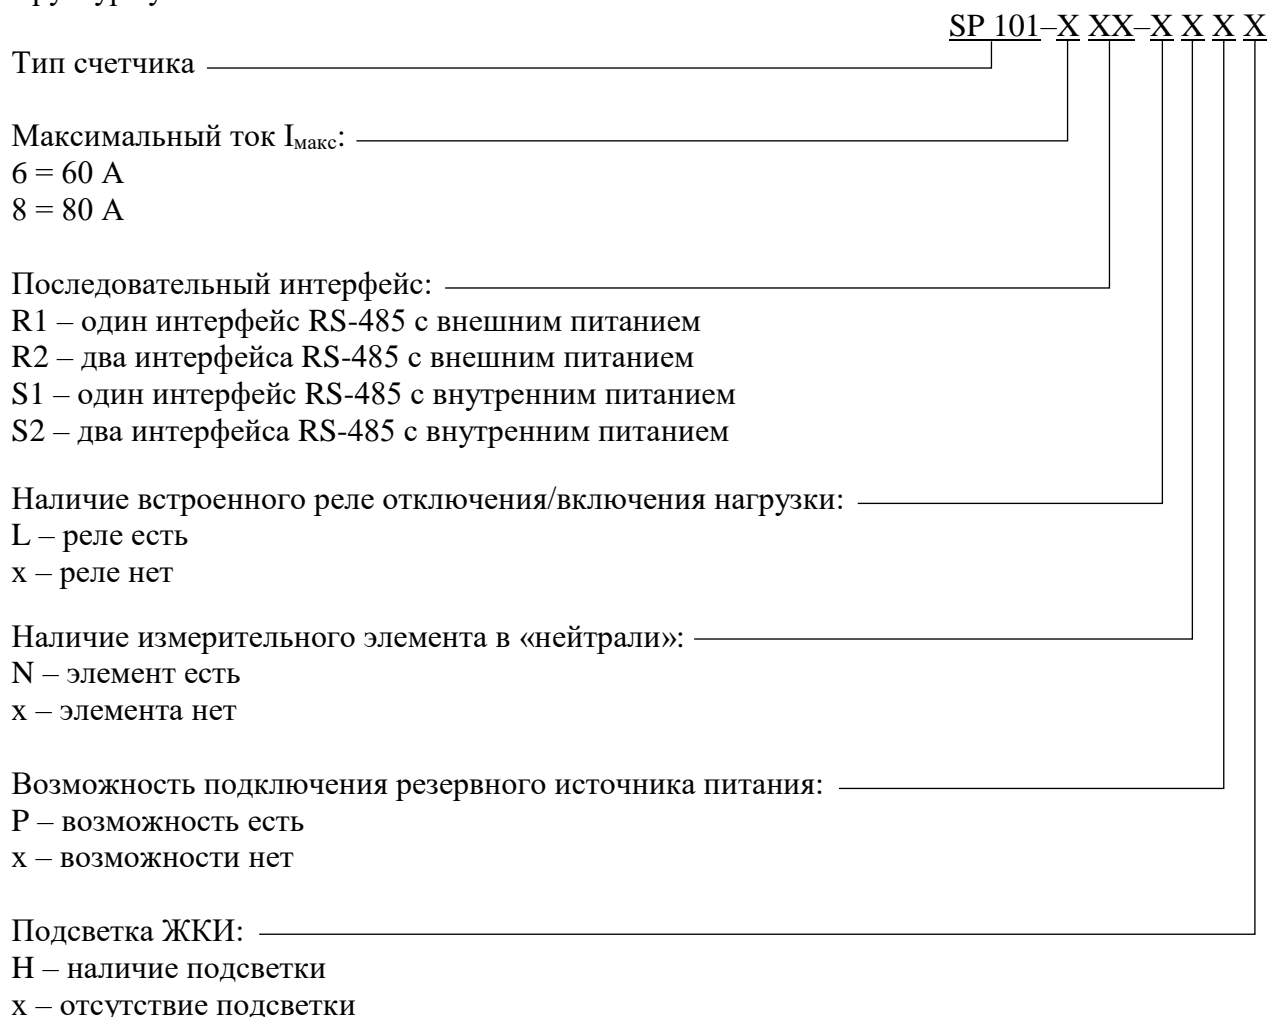 SP 101–X XX–X X X X
Тип счетчика
Максимальный ток Iмакс:
6 = 60 А
8 = 80 А
Последовательный интерфейс:
R1 – один интерфейс RS-485 с внешним питанием
R2 – два интерфейса RS-485 с внешним питанием
S1 – один интерфейс RS-485 с внутренним питанием
S2 – два интерфейса RS-485 с внутренним питанием
Наличие встроенного реле отключения/включения нагрузки:
L – реле есть
x – реле нет
Наличие измерительного элемента в «нейтрали»:
N – элемент есть
x – элемента нет
Возможность подключения резервного источника питания:
P – возможность есть
x – возможности нет
Подсветка ЖКИ:
H – наличие подсветки
x – отсутствие подсветки